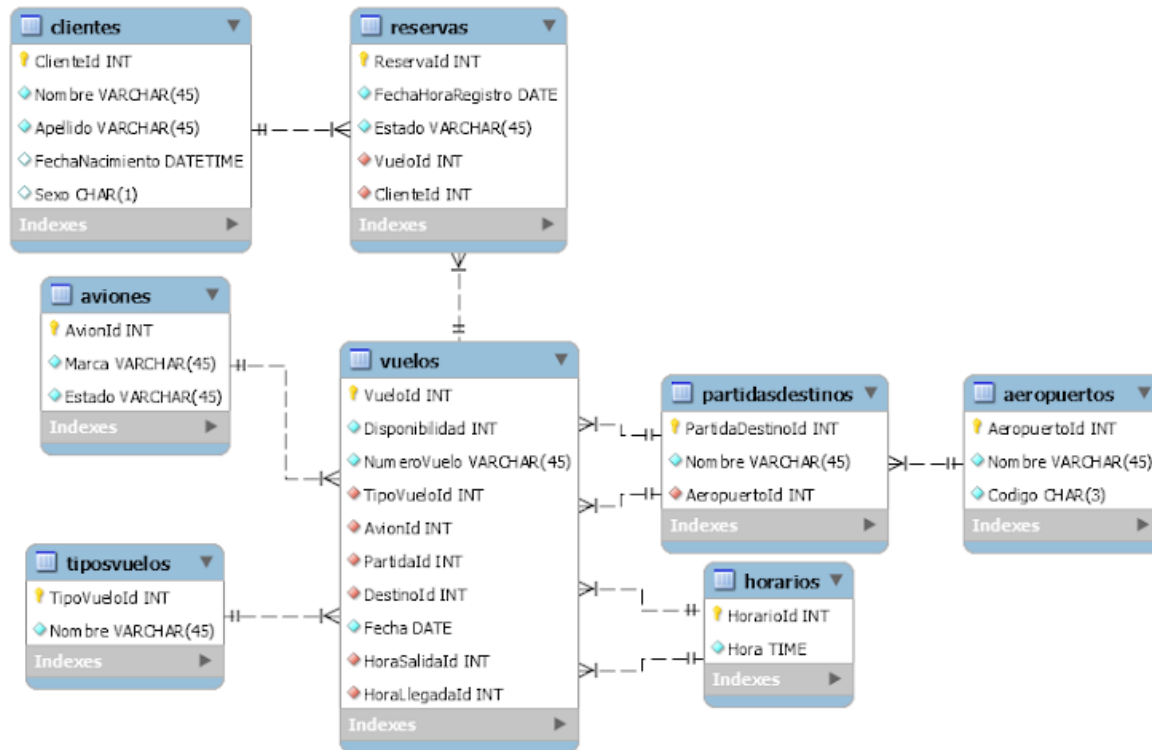 clientes
ClienteId INT
Nombre VARCHAR(45)
Apellido VARCHAR(45)
FechaNacimiento DATETIME
Sexo CHAR(1)
Indexes
reservas
ReservaId INT
FechaHoraRegistro DATE
Estado VARCHAR(45)
VueloId INT
ClienteId INT
Indexes
aviones
AvionId INT
Marca VARCHAR(45)
Estado VARCHAR(45)
Indexes
vuelos
VueloId INT
Disponibilidad INT
NumeroVuelo VARCHAR(45)
TipoVueloId INT
AvionId INT
PartidaId INT
DestinoId INT
Fecha DATE
HoraSalidaId INT
HoraLlegadaId INT
Indexes
partidasdestinos
PartidaDestinoId INT
Nombre VARCHAR(45)
AeropuertoId INT
Indexes
aeropuertos
AeropuertoId INT
Nombre VARCHAR(45)
Codigo CHAR(3)
Indexes
tiposvuelos
TipoVueloId INT
Nombre VARCHAR(45)
Indexes
horarios
HorarioId INT
Hora TIME
Indexes